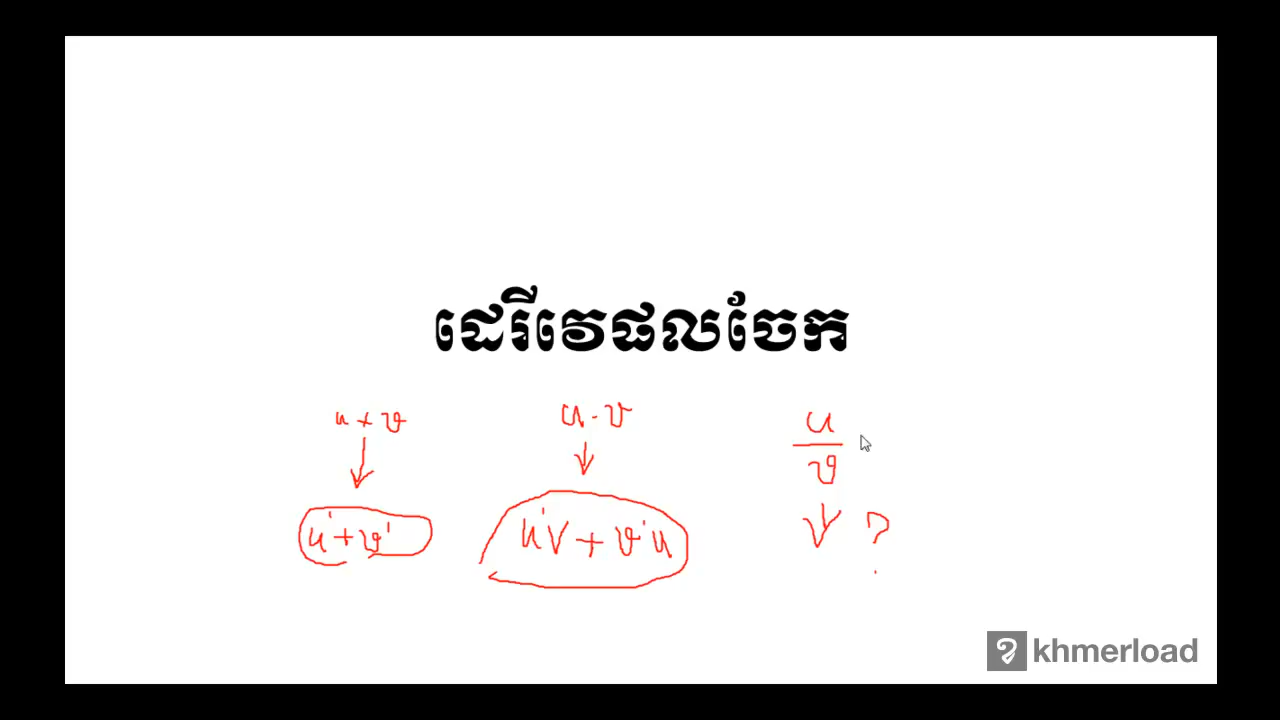 ដេរីវេផលចែក
u + v u · v u/v
u' + v' u'v + v'u ?
khmerload